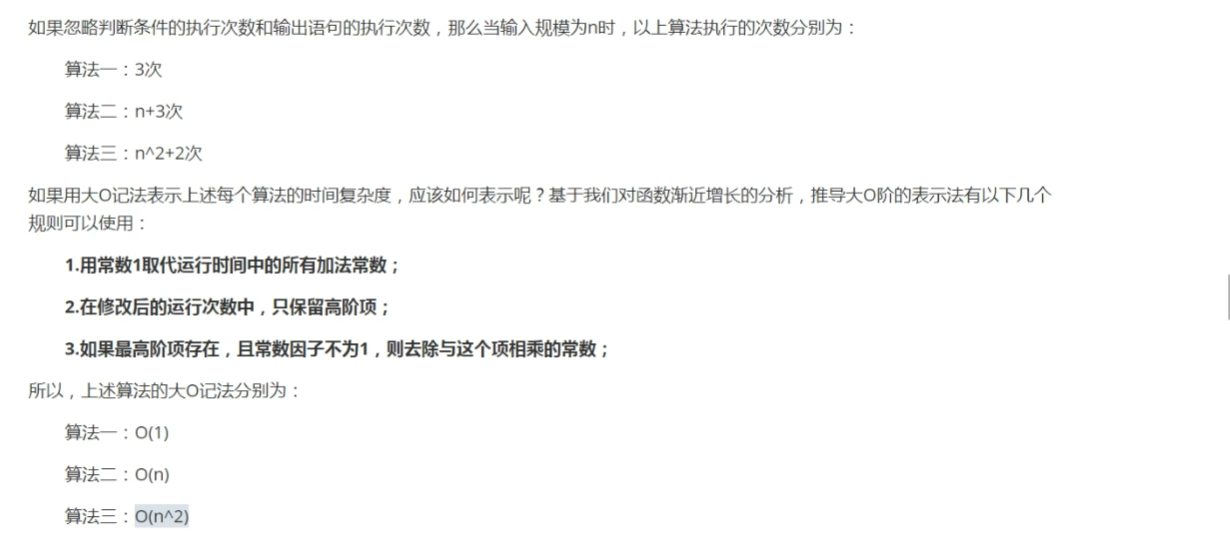 如果忽略判断条件的执行次数和输出语句的执行次数，那么当输入规模为n时，以上算法执行的次数分别为：
算法一：3次
算法二：n+3次
算法三：n^2+2次
如果用大O记法表示上述每个算法的时间复杂度，应该如何表示呢？基于我们对函数渐近增长的分析，推导大O阶的表示法有以下几个
规则可以使用：
1.用常数1取代运行时间中的所有加法常数；
2.在修改后的运行次数中，只保留高阶项；
3.如果最高阶项存在，且常数因子不为1，则去除与这个项相乘的常数；
所以，上述算法的大O记法分别为：
算法一：O(1)
算法二：O(n)
算法三：O(n^2)